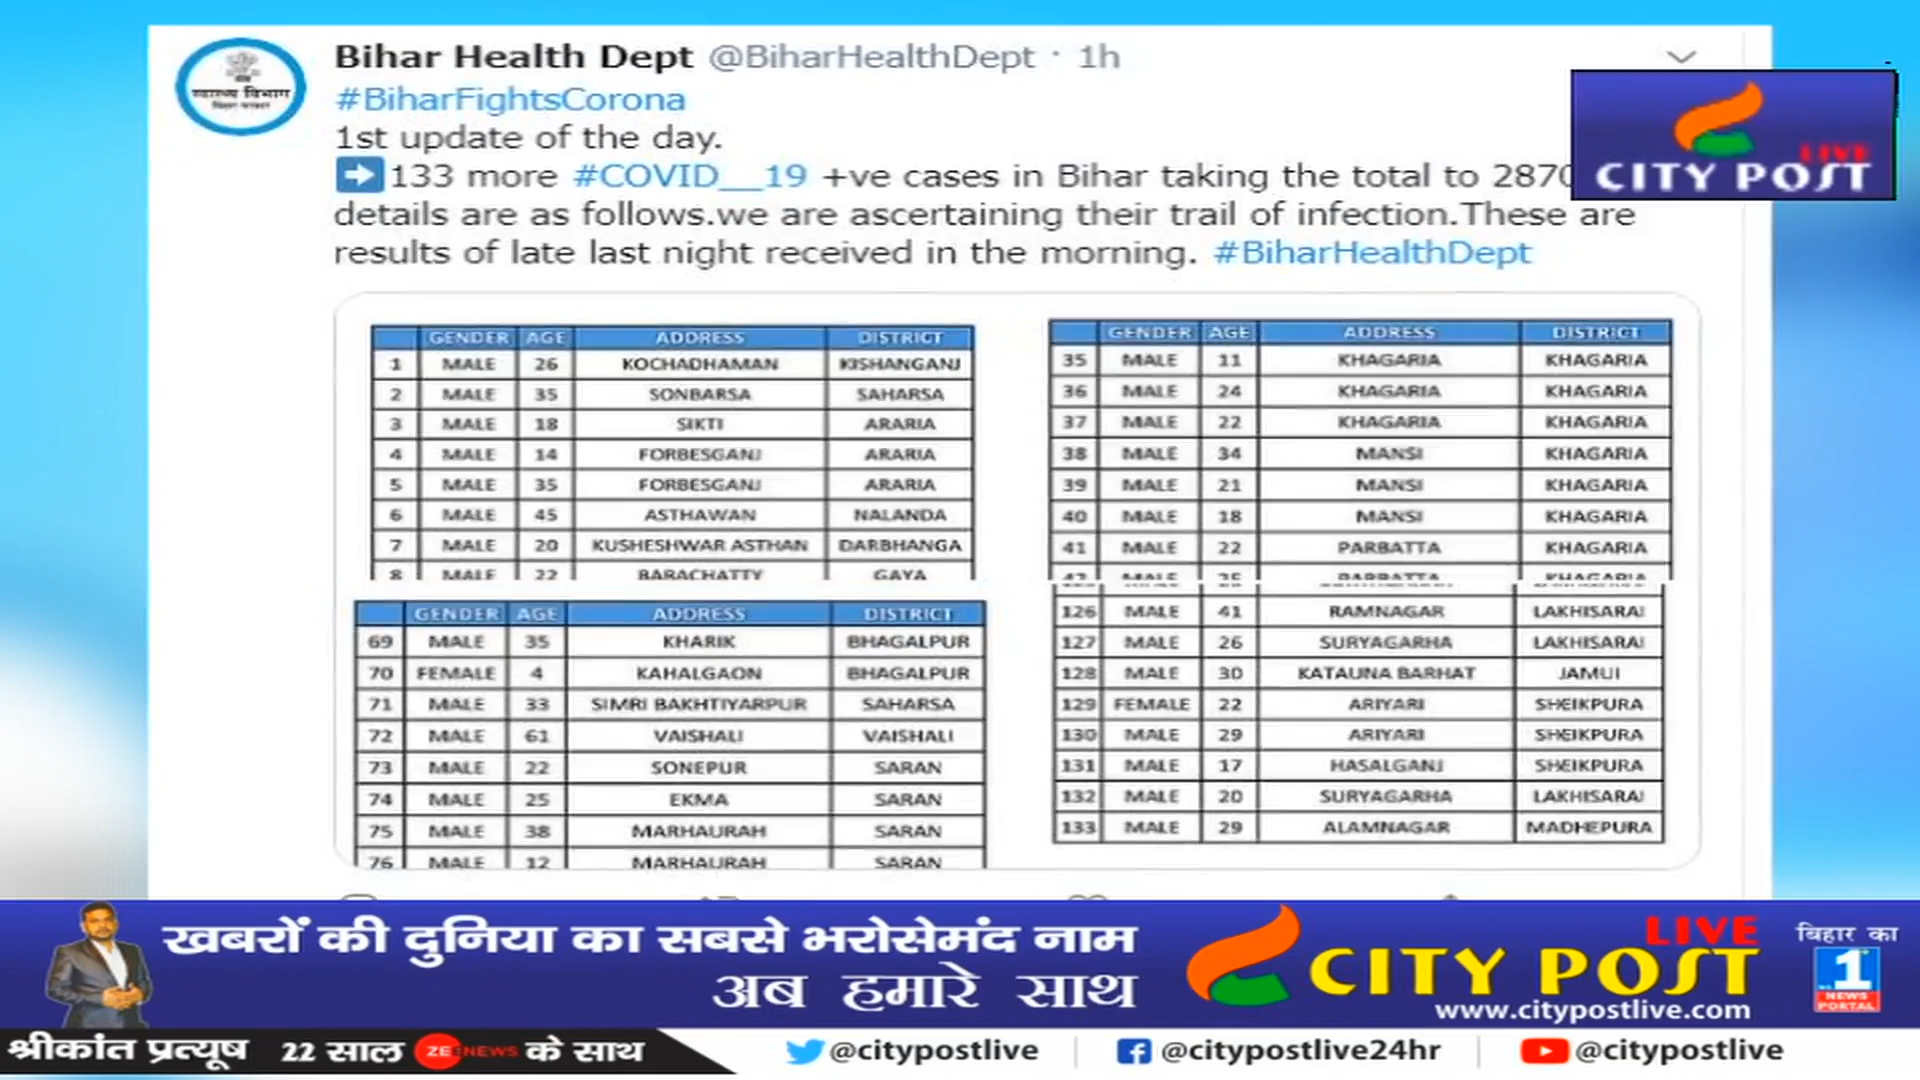 Bihar Health Dept @BiharHealthDept · 1h
#BiharFightsCorona
1st update of the day.
➡133 more #COVID__19 +ve cases in Bihar taking the total to 2870
details are as follows.we are ascertaining their trail of infection.These are
results of late last night received in the morning. #BiharHealthDept
स्वास्थ्य विभाग
बिहार सरकार
LIVE
CITY POST
GENDER AGE ADDRESS DISTRICT
1 MALE 26 KOCHADHAMAN KISHANGANJ
2 MALE 35 SONBARSA SAHARSA
3 MALE 18 SIKTI ARARIA
4 MALE 14 FORBESGANJ ARARIA
5 MALE 35 FORBESGANJ ARARIA
6 MALE 45 ASTHAWAN NALANDA
7 MALE 20 KUSHESHWAR ASTHAN DARBHANGA
8 MALE 22 BARACHATTY GAYA
GENDER AGE ADDRESS DISTRICT
35 MALE 11 KHAGARIA KHAGARIA
36 MALE 24 KHAGARIA KHAGARIA
37 MALE 22 KHAGARIA KHAGARIA
38 MALE 34 MANSI KHAGARIA
39 MALE 21 MANSI KHAGARIA
40 MALE 18 MANSI KHAGARIA
41 MALE 22 PARBATTA KHAGARIA
42 MALE PARBATTA KHAGARIA
GENDER AGE ADDRESS DISTRICT
69 MALE 35 KHARIK BHAGALPUR
70 FEMALE 4 KAHALGAON BHAGALPUR
71 MALE 33 SIMRI BAKHTIYARPUR SAHARSA
72 MALE 61 VAISHALI VAISHALI
73 MALE 22 SONEPUR SARAN
74 MALE 25 EKMA SARAN
75 MALE 38 MARHAURAH SARAN
76 MALE 12 MARHAURAH SARAN
126 MALE 41 RAMNAGAR LAKHISARAI
127 MALE 26 SURYAGARHA LAKHISARAI
128 MALE 30 KATAUNA BARHAT JAMUI
129 FEMALE 22 ARIYARI SHEIKPURA
130 MALE 29 ARIYARI SHEIKPURA
131 MALE 17 HASALGANJ SHEIKPURA
132 MALE 20 SURYAGARHA LAKHISARAI
133 MALE 29 ALAMNAGAR MADHEPURA
खबरों की दुनिया का सबसे भरोसेमंद नाम
अब हमारे साथ
LIVE
CITY POST
www.citypostlive.com
बिहार का
1
NEWS
PORTAL
श्रीकांत प्रत्यूष 22 साल ZEE NEWS के साथ
@citypostlive
@citypostlive24hr
@citypostlive